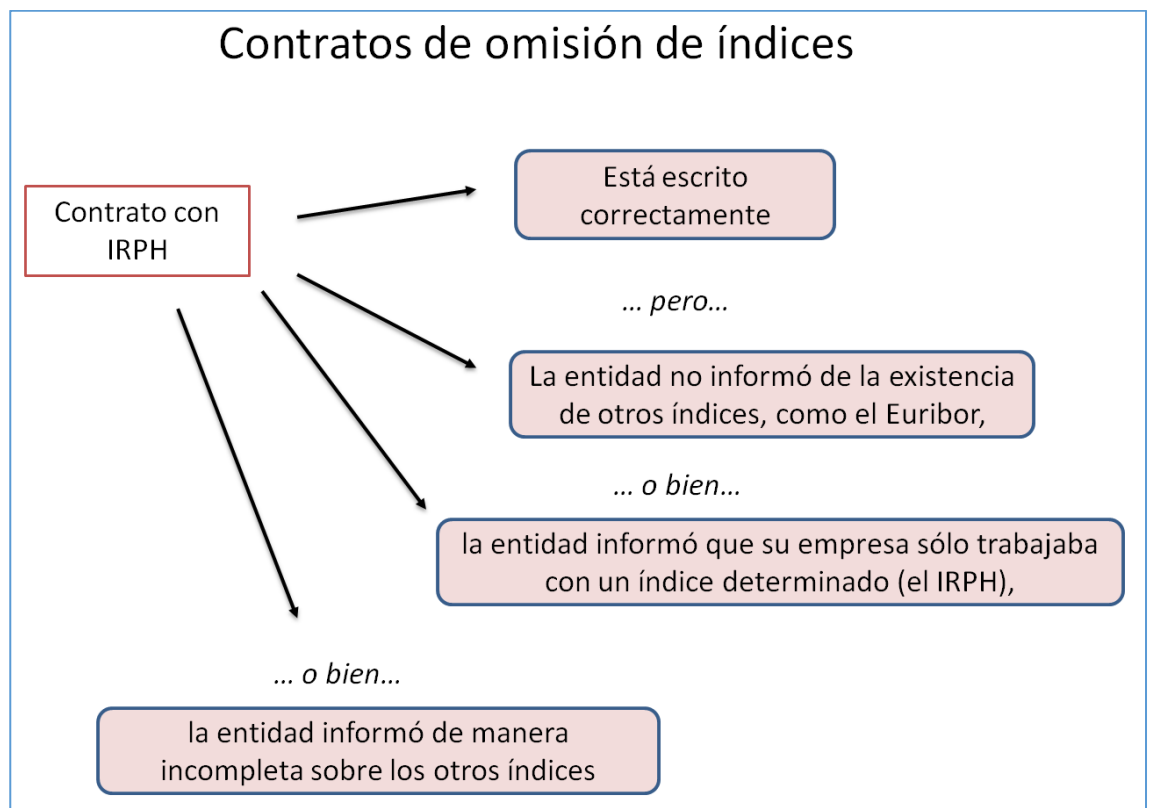 Contratos de omisión de índices
Contrato con
IRPH
Está escrito
correctamente
... pero...
La entidad no informó de la existencia
de otros índices, como el Euribor,
... o bien...
la entidad informó que su empresa sólo trabajaba
con un índice determinado (el IRPH),
... o bien...
la entidad informó de manera
incompleta sobre los otros índices